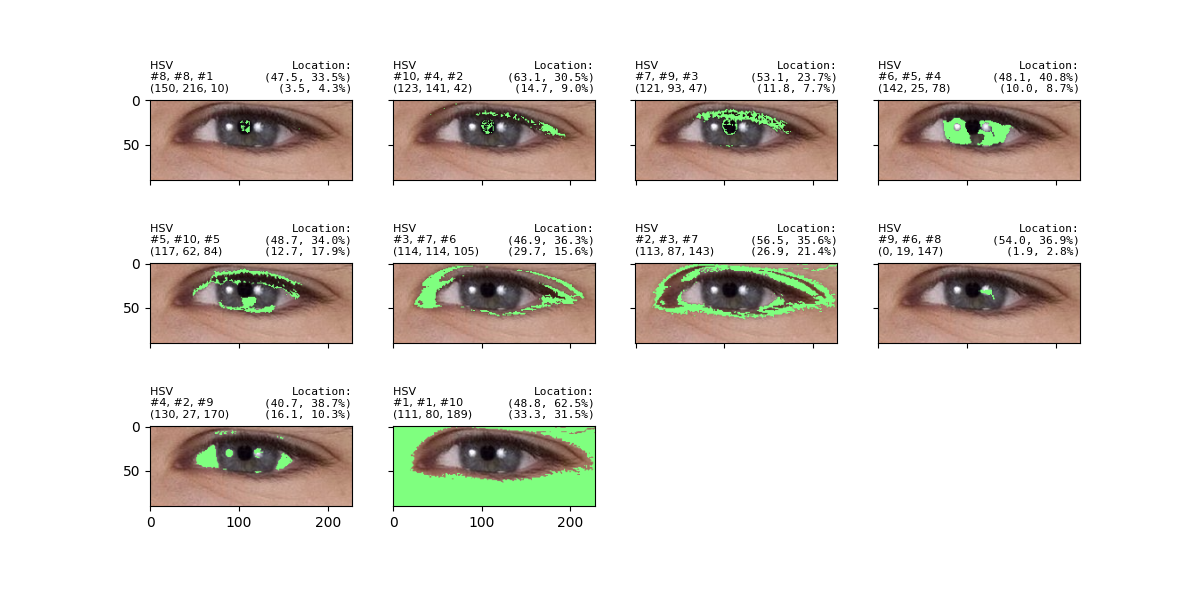 HSV Location:
#8, #8, #1 (47.5, 33.5%)
(150, 216, 10) (3.5, 4.3%)
HSV Location:
#10, #4, #2 (63.1, 30.5%)
(123, 141, 42) (14.7, 9.0%)
HSV Location:
#7, #9, #3 (53.1, 23.7%)
(121, 93, 47) (11.8, 7.7%)
HSV Location:
#6, #5, #4 (48.1, 40.8%)
(142, 25, 78) (10.0, 8.7%)
0
50
HSV Location:
#5, #10, #5 (48.7, 34.0%)
(117, 62, 84) (12.7, 17.9%)
HSV Location:
#3, #7, #6 (46.9, 36.3%)
(114, 114, 105) (29.7, 15.6%)
HSV Location:
#2, #3, #7 (56.5, 35.6%)
(113, 87, 143) (26.9, 21.4%)
HSV Location:
#9, #6, #8 (54.0, 36.9%)
(0, 19, 147) (1.9, 2.8%)
0
50
HSV Location:
#4, #2, #9 (40.7, 38.7%)
(130, 27, 170) (16.1, 10.3%)
HSV Location:
#1, #1, #10 (48.8, 62.5%)
(111, 80, 189) (33.3, 31.5%)
0
50
0 100 200
0 100 200